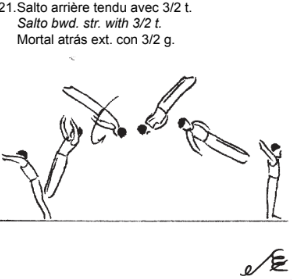 21.Salto arrière tendu avec 3/2 t.
Salto bwd. str. with 3/2 t.
Mortal atrás ext. con 3/2 g.